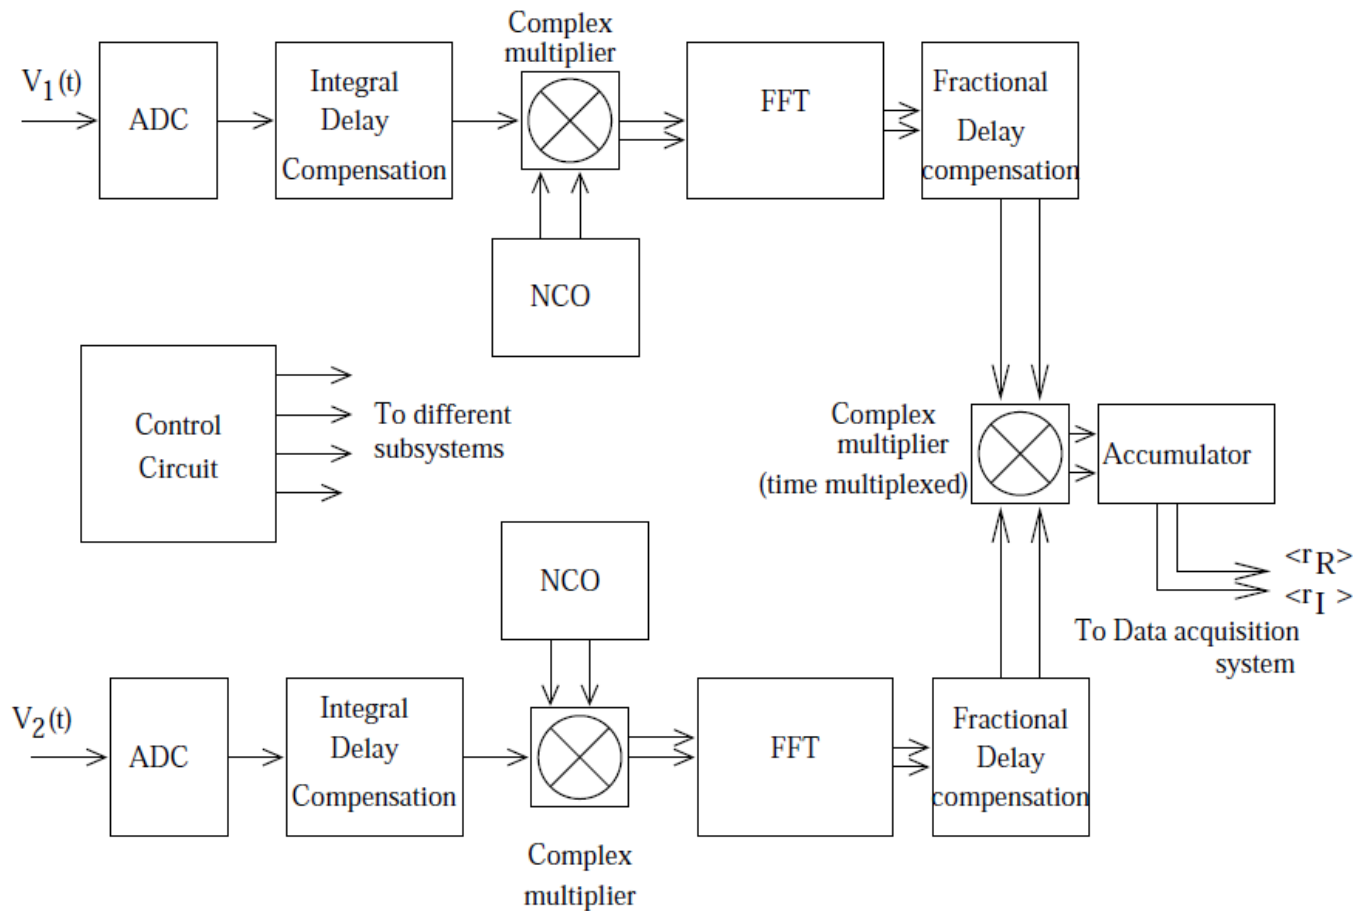 V1(t)
ADC
Integral
Delay
Compensation
Complex
multiplier
NCO
FFT
Fractional
Delay
compensation
Control
Circuit
To different
subsystems
Complex
multiplier
(time multiplexed)
Accumulator
<rR>
<rI >
To Data acquisition
system
V2(t)
ADC
Integral
Delay
Compensation
NCO
Complex
multiplier
FFT
Fractional
Delay
compensation